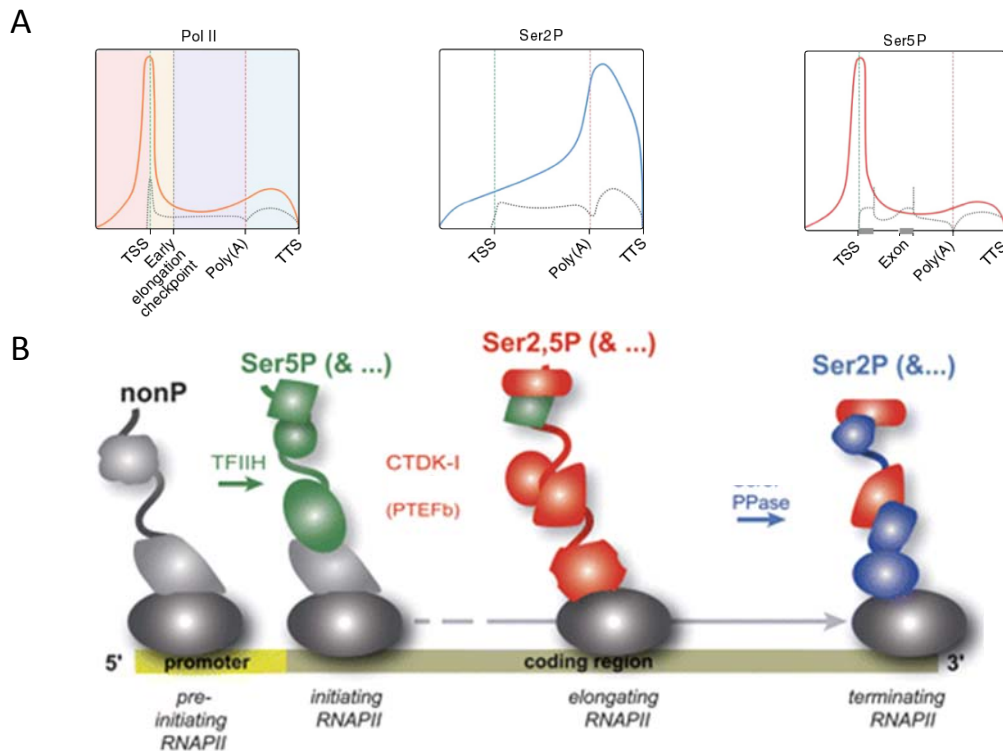 A
Pol II
Ser2P
Ser5P
TSS
Early
elongation
checkpoint
Poly(A)
TTS
TSS
Poly(A)
TTS
TSS
Exon
Poly(A)
B
nonP
Ser5P (& ...)
Ser2,5P (& ...)
Ser2P (&...)
TFIIH
CTDK-I
(PTEFb)
PPase
5'
promoter
coding region
3'
pre-
initiating
RNAPII
initiating
RNAPII
elongating
RNAPII
terminating
RNAPII